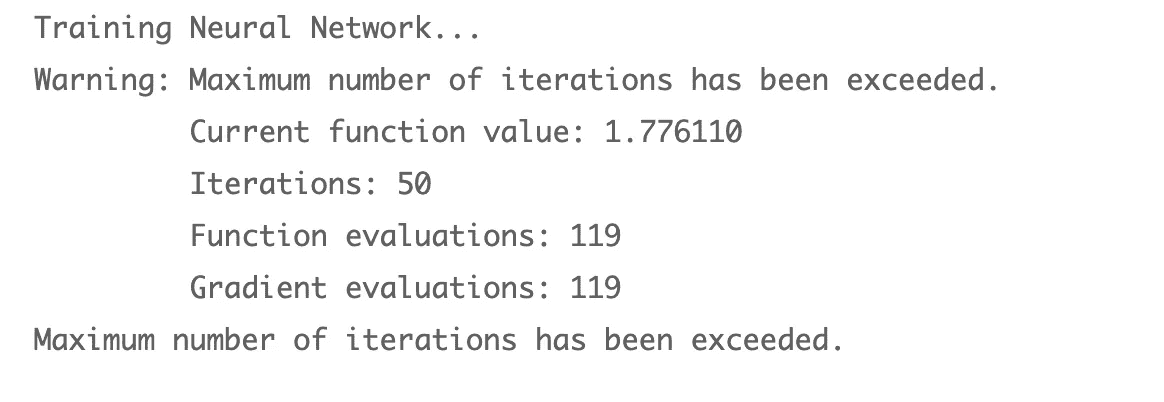 Training Neural Network...
Warning: Maximum number of iterations has been exceeded.
Current function value: 1.776110
Iterations: 50
Function evaluations: 119
Gradient evaluations: 119
Maximum number of iterations has been exceeded.